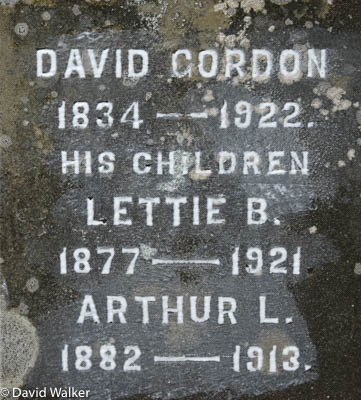 DAVID GORDON
1834 — 1922.
HIS CHILDREN
LETTIE B.
1877 — 1921
ARTHUR L.
1882 — 1913.
© David Walker